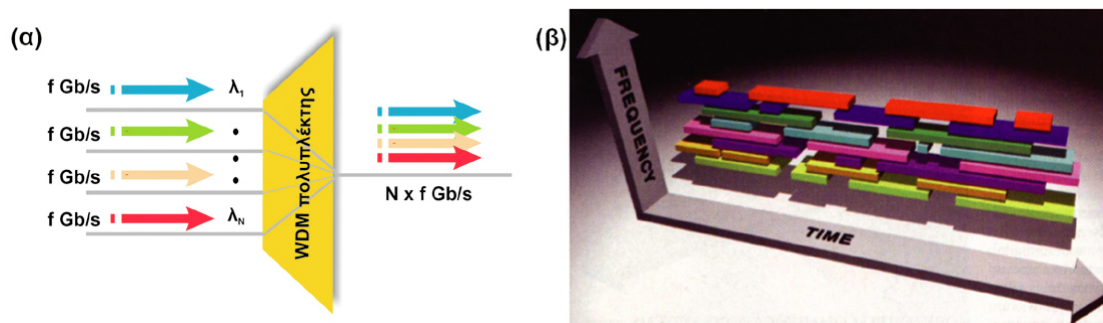 (α)
f Gb/s
λ1
f Gb/s
f Gb/s
f Gb/s
λN
WDM πολυπλέκτης
N x f Gb/s
(β)
FREQUENCY
TIME